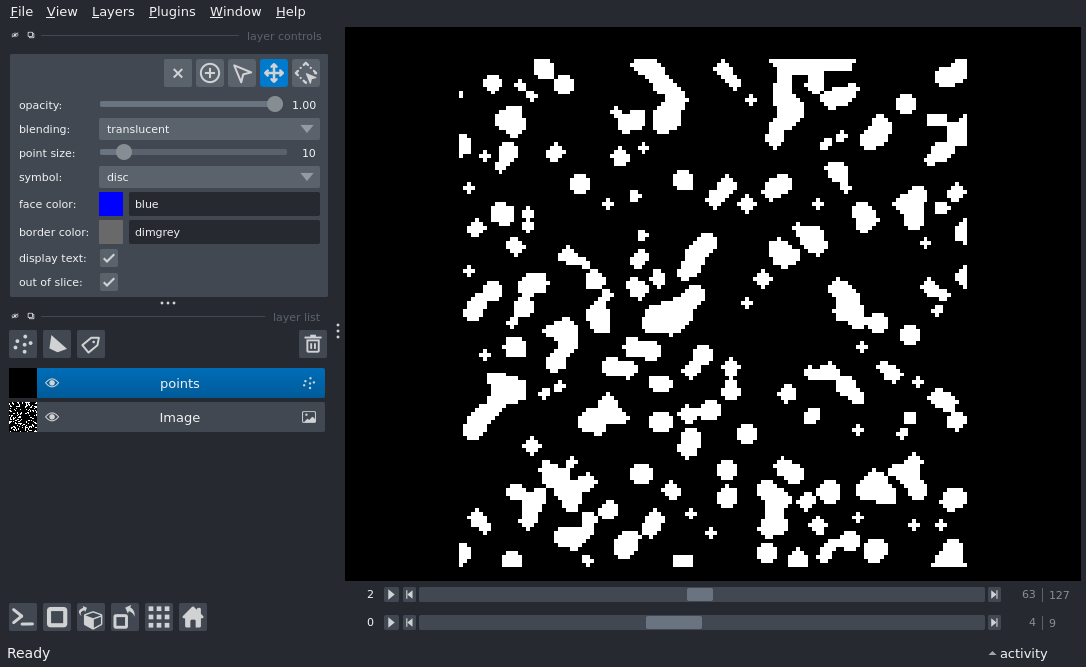 File View Layers Plugins Window Help
layer controls
opacity: 1.00
blending: translucent
point size: 10
symbol: disc
face color: blue
border color: dimgrey
display text:
out of slice:
layer list
points
Image
2 63 | 127
0 4 | 9
Ready activity